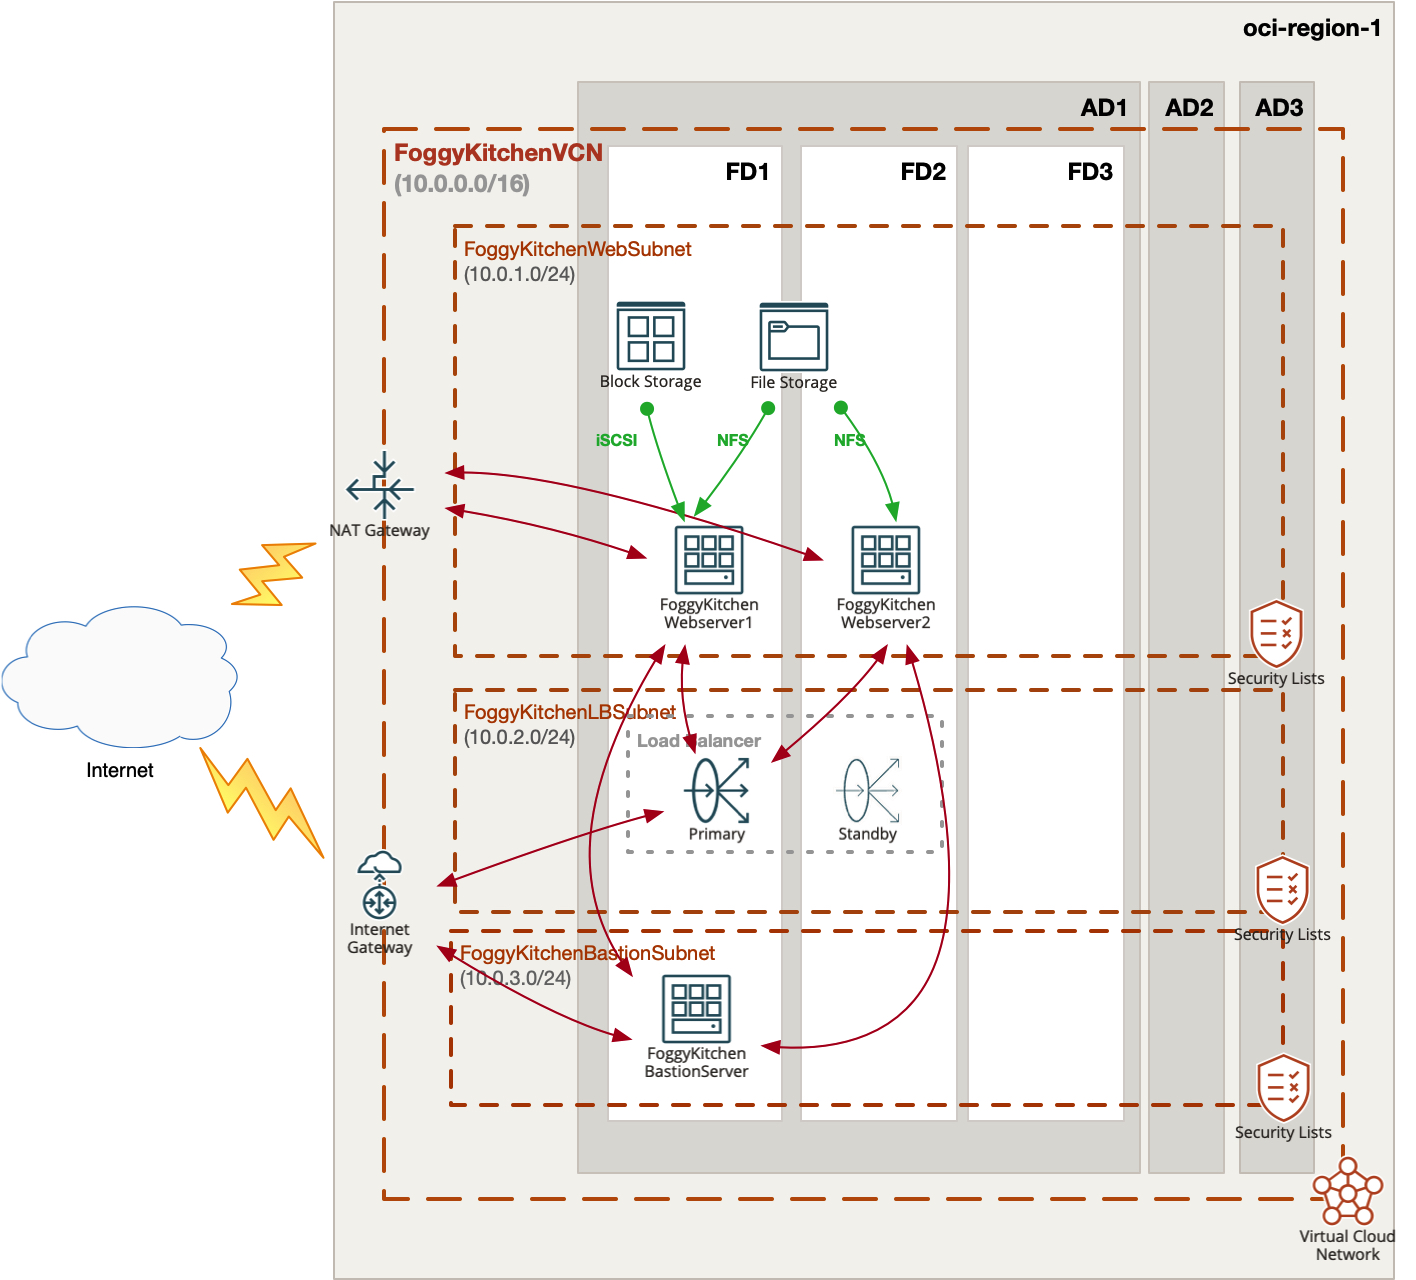 oci-region-1
AD1
AD2
AD3
FoggyKitchenVCN
(10.0.0.0/16)
FD1
FD2
FD3
FoggyKitchenWebSubnet
(10.0.1.0/24)
Block Storage
File Storage
iSCSI
NFS
NFS
NAT Gateway
FoggyKitchen
Webserver1
FoggyKitchen
Webserver2
Security Lists
FoggyKitchenLBSubnet
(10.0.2.0/24)
Load Balancer
Primary
Standby
Internet
Internet
Gateway
Security Lists
FoggyKitchenBastionSubnet
(10.0.3.0/24)
FoggyKitchen
BastionServer
Security Lists
Virtual Cloud
Network